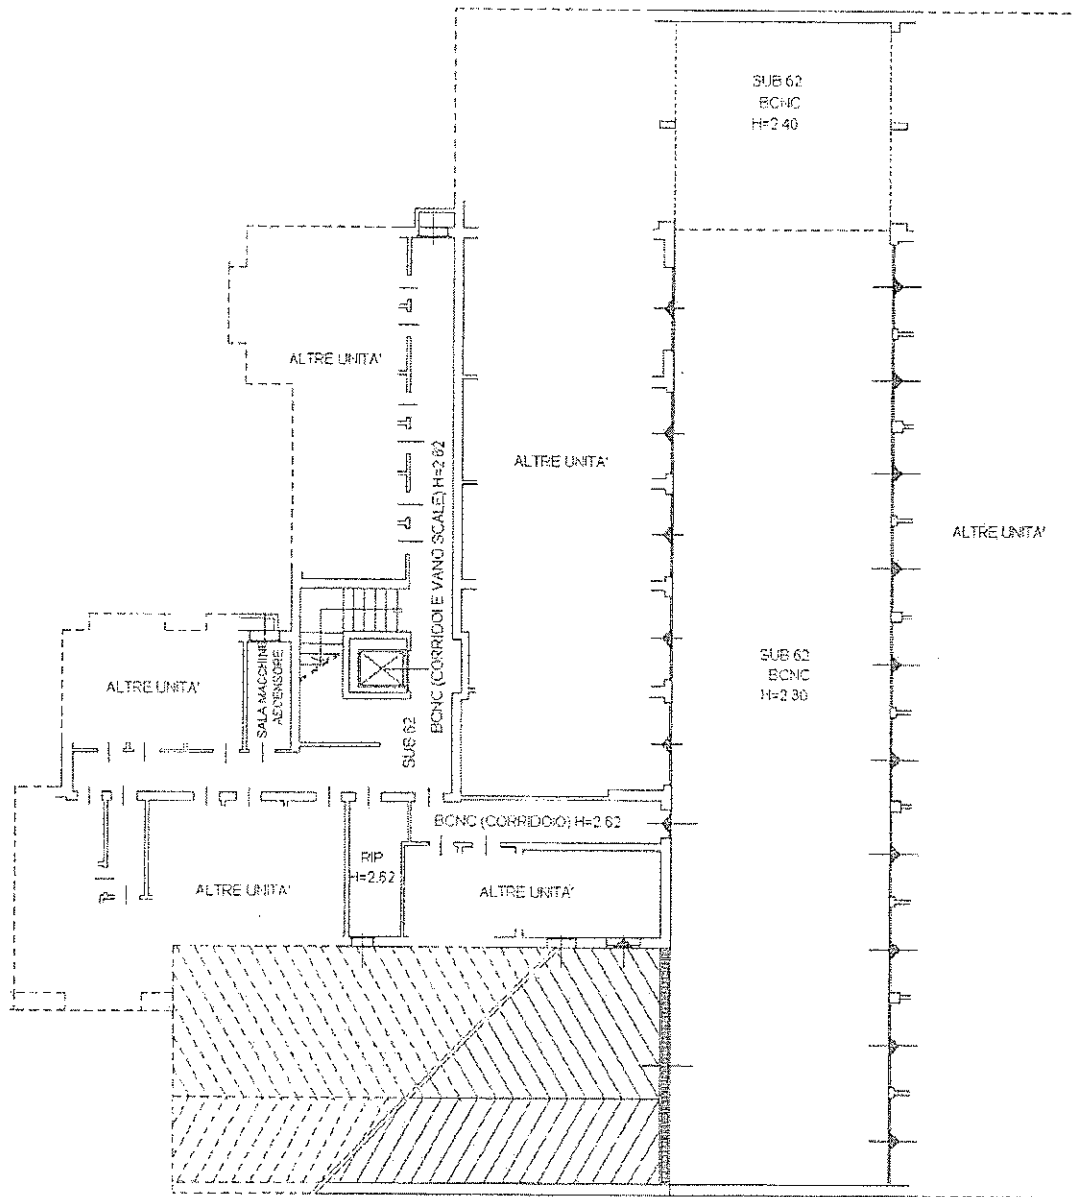 SUB 62
BCNC
H=2.40
ALTRE UNITA'
BCNC (CORRIDOI E VANO SCALE) H=2.62
SUB 62
ALTRE UNITA'
ALTRE UNITA'
SUB 62
BCNC
H=2.80
ALTRE UNITA'
SALA MACCHINE
ASCENSORE
BCNC (CORRIDOIO) H=2.62
RIP
H=2.62
ALTRE UNITA'
ALTRE UNITA'